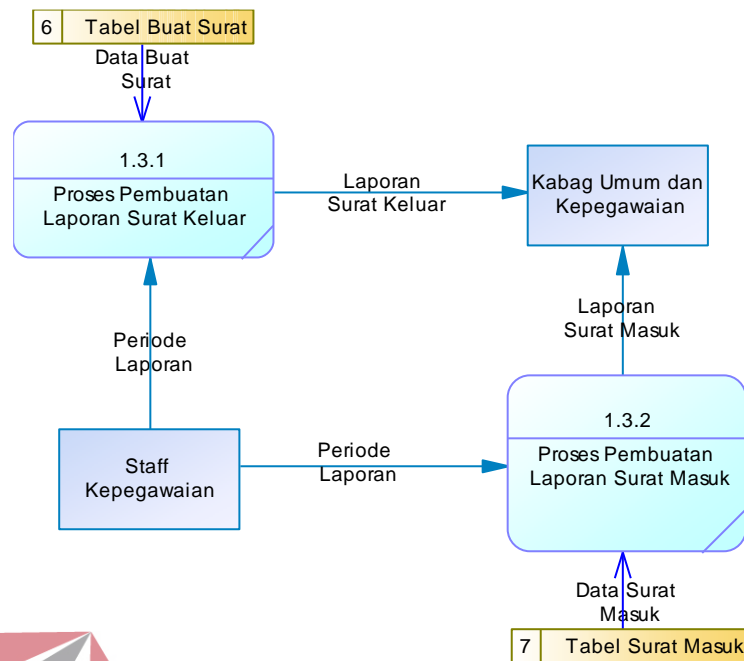 6 Tabel Buat Surat
Data Buat
Surat
1.3.1
Proses Pembuatan
Laporan Surat Keluar
Laporan
Surat Keluar
Kabag Umum dan
Kepegawaian
Periode
Laporan
Laporan
Surat Masuk
Staff
Kepegawaian
Periode
Laporan
1.3.2
Proses Pembuatan
Laporan Surat Masuk
Data Surat
Masuk
7 Tabel Surat Masuk